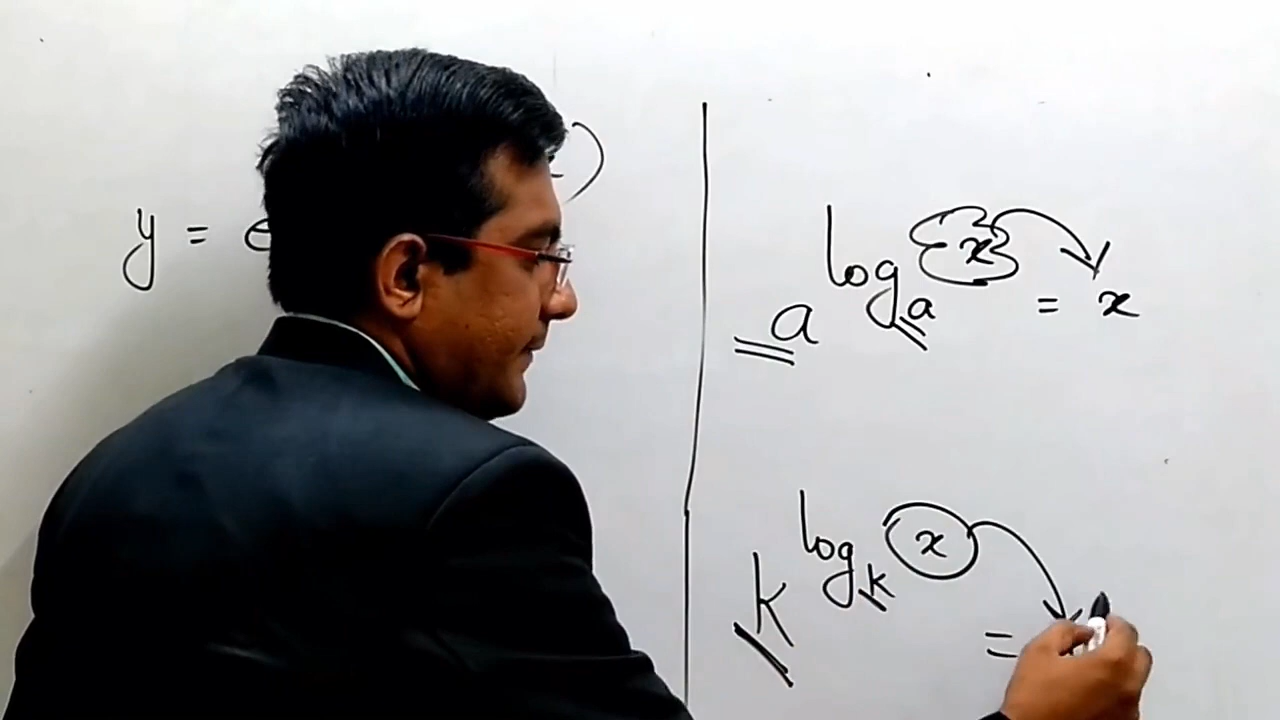 y = e )
a log_a {x} = x
k log_k x =